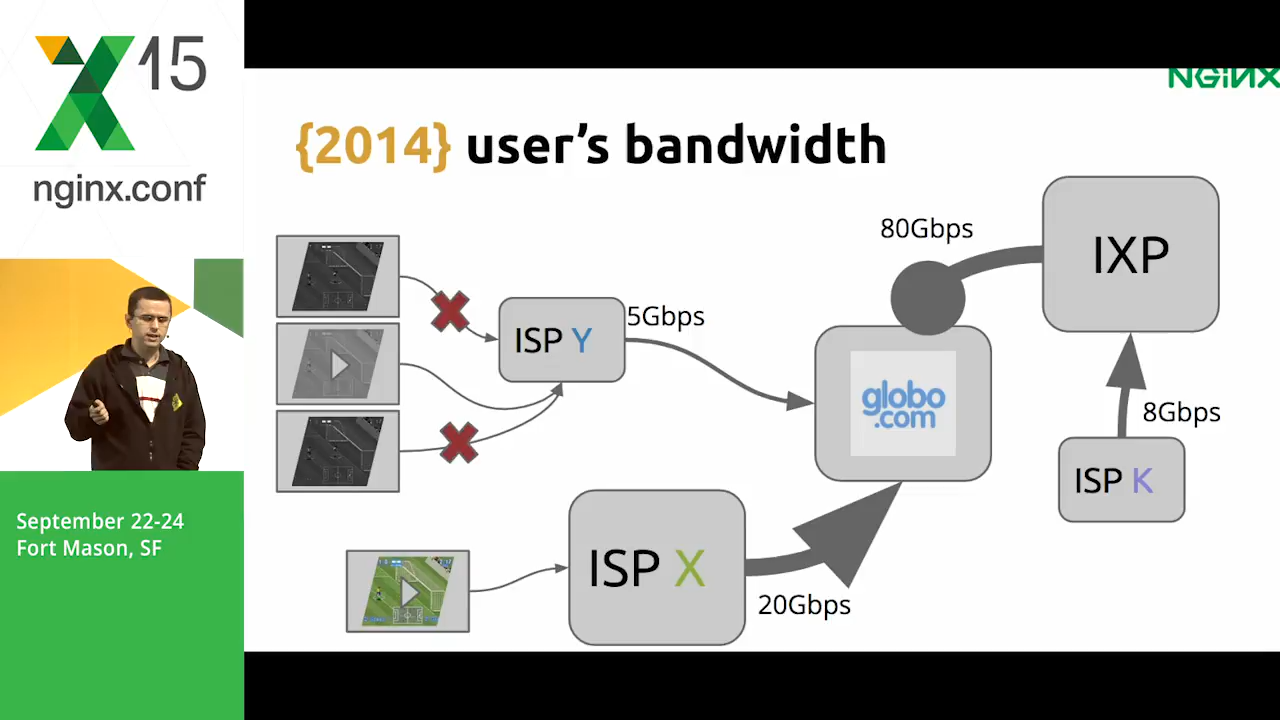 15
nginx.conf
September 22-24
Fort Mason, SF
NGINX
{2014} user's bandwidth
80Gbps
IXP
ISP Y
5Gbps
globo
.com
8Gbps
ISP K
ISP X
20Gbps